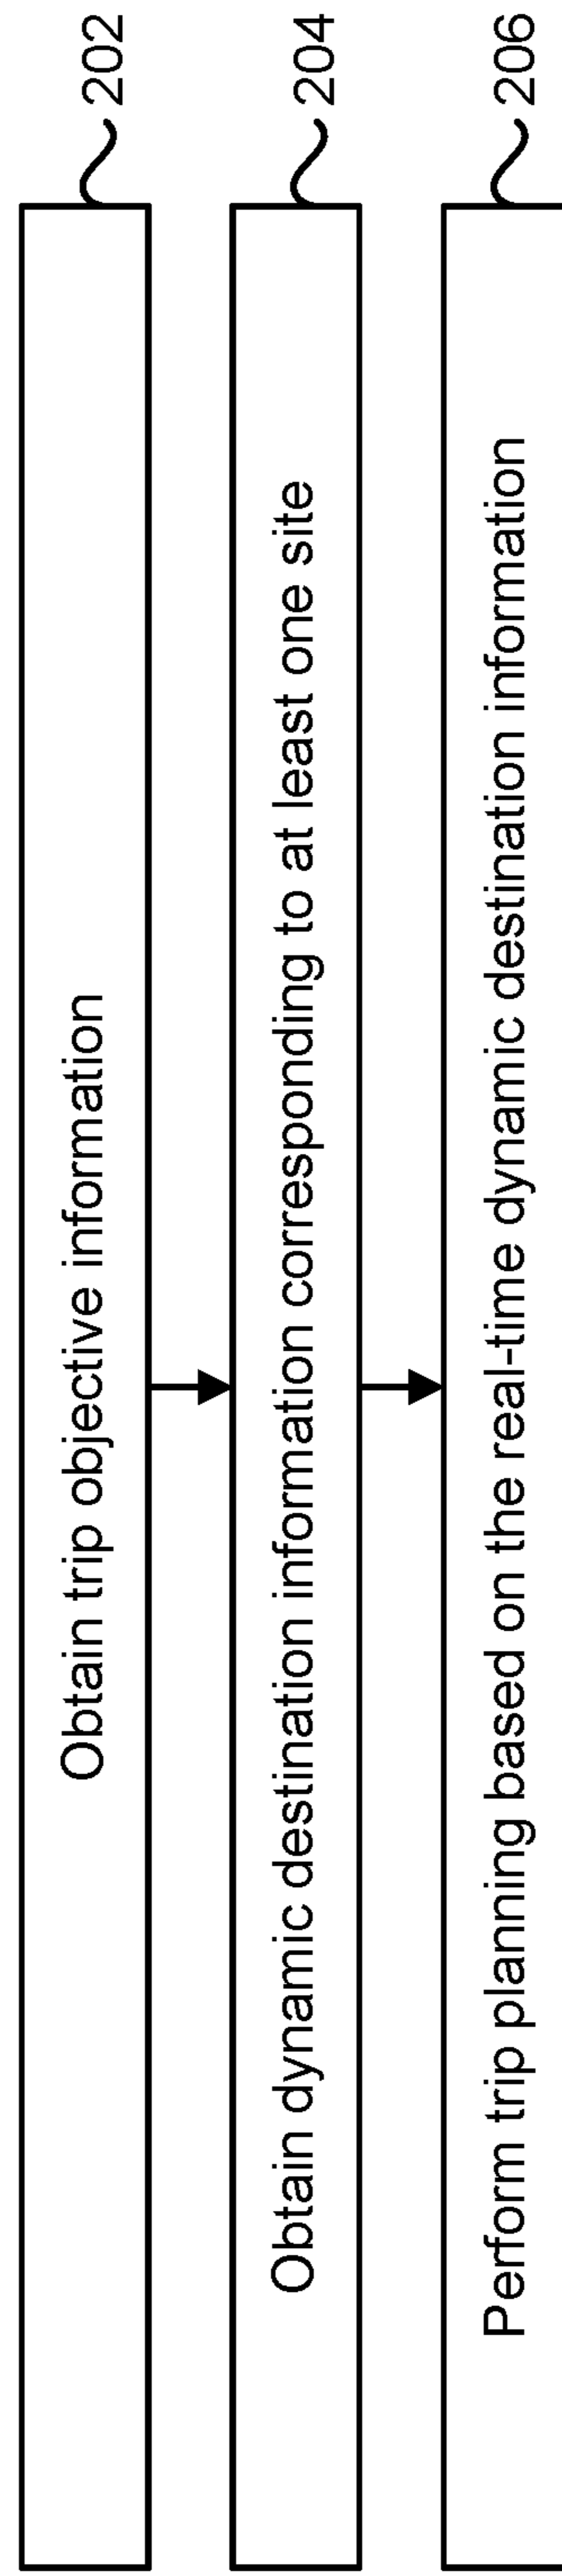 Obtain trip objective information
202
Obtain dynamic destination information corresponding to at least one site
204
Perform trip planning based on the real-time dynamic destination information
206